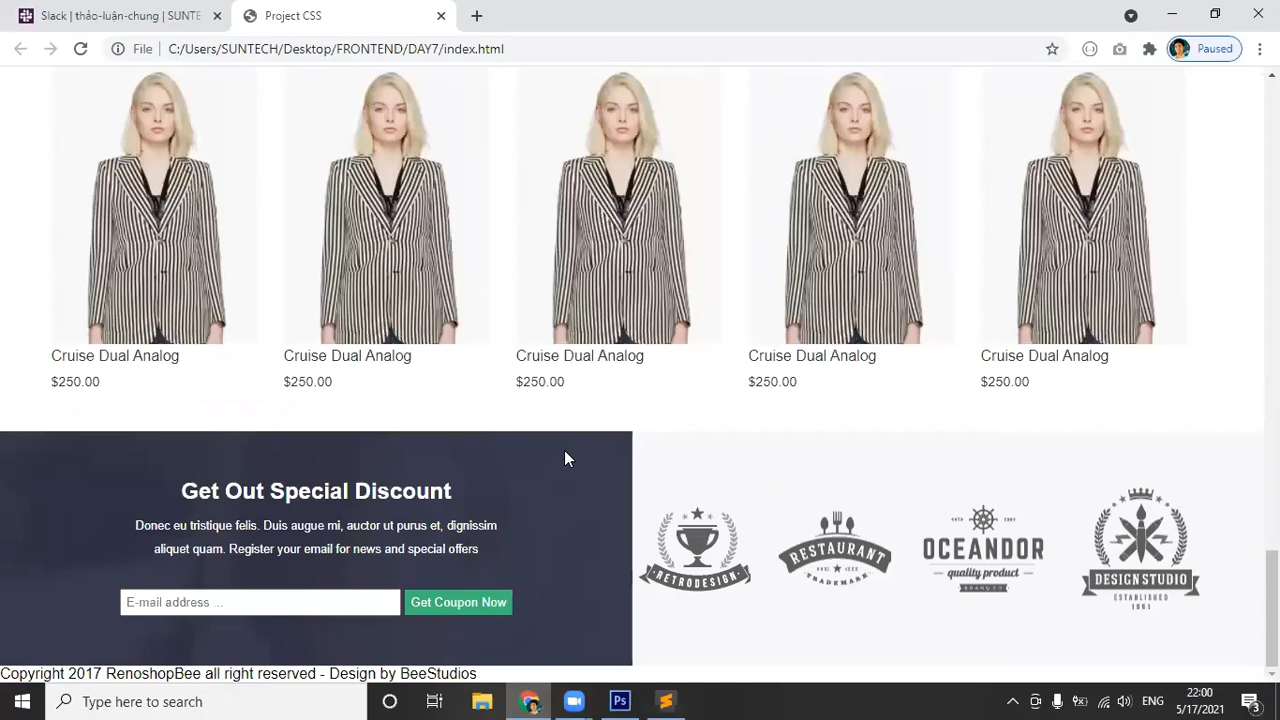 Slack | thảo-luận-chung | SUNTE
Project CSS
File
C:/Users/SUNTECH/Desktop/FRONTEND/DAY7/index.html
Paused
Cruise Dual Analog
Cruise Dual Analog
Cruise Dual Analog
Cruise Dual Analog
Cruise Dual Analog
$250.00
$250.00
$250.00
$250.00
$250.00
Get Out Special Discount
Donec eu tristique felis. Duis augue mi, auctor ut purus et, dignissim
aliquet quam. Register your email for news and special offers
E-mail address ...
Get Coupon Now
RETRODESIGN
RESTAURANT
TRADEMARK
OCEANDOR
quality product
BRAND CO
DESIGN STUDIO
ESTABLISHED
Copyright 2017 RenoshopBee all right reserved - Design by BeeStudios
Type here to search
Ps
ENG
22:00
5/17/2021
3